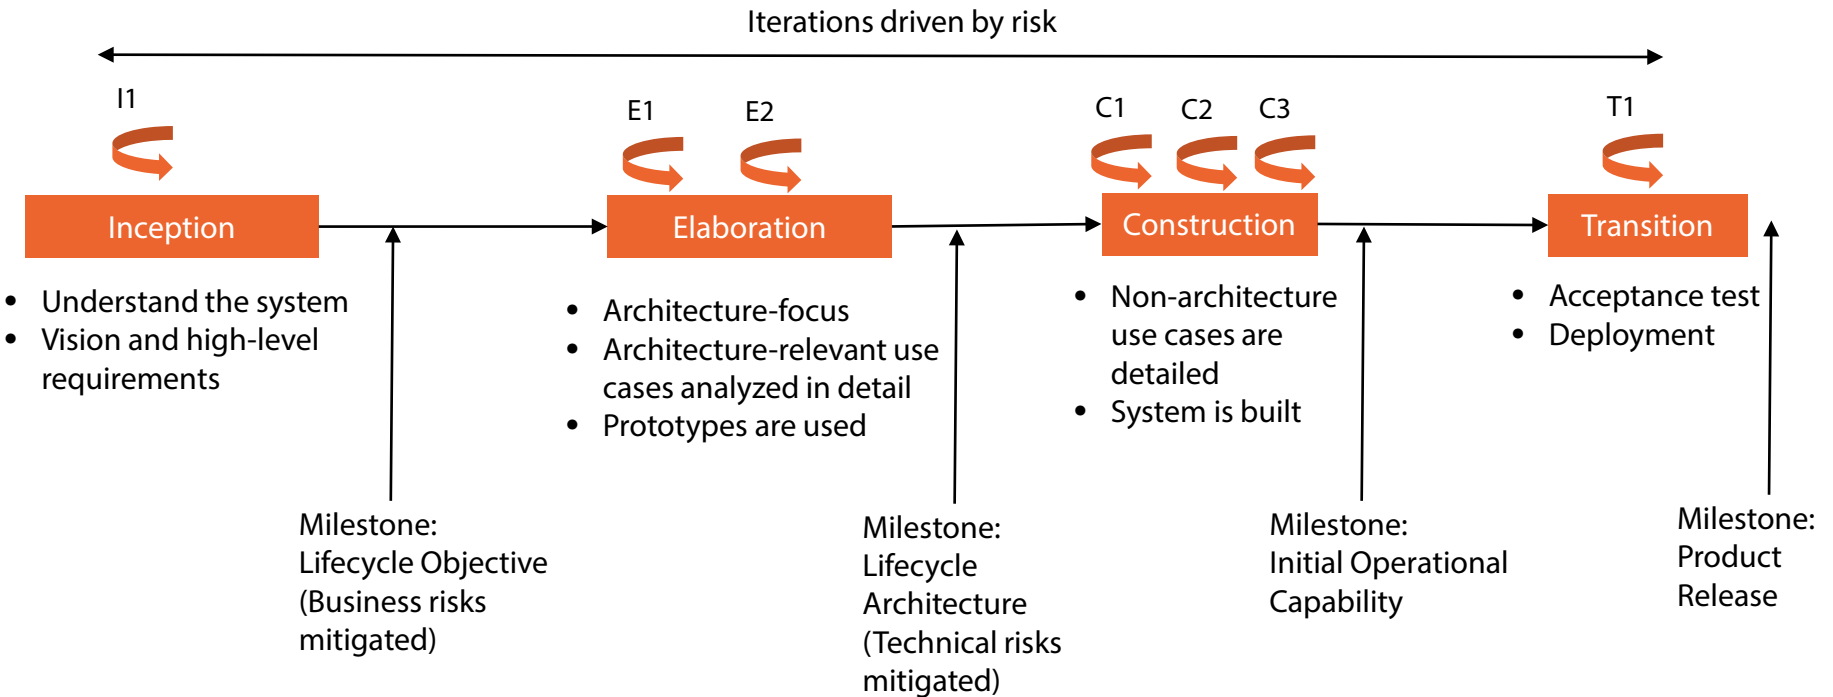 Iterations driven by risk
I1
E1
E2
C1
C2
C3
T1
Inception
Elaboration
Construction
Transition
• Understand the system
• Vision and high-level
requirements
• Architecture-focus
• Architecture-relevant use
cases analyzed in detail
• Prototypes are used
• Non-architecture
use cases are
detailed
• System is built
• Acceptance test
• Deployment
Milestone:
Lifecycle Objective
(Business risks
mitigated)
Milestone:
Lifecycle
Architecture
(Technical risks
mitigated)
Milestone:
Initial Operational
Capability
Milestone:
Product
Release